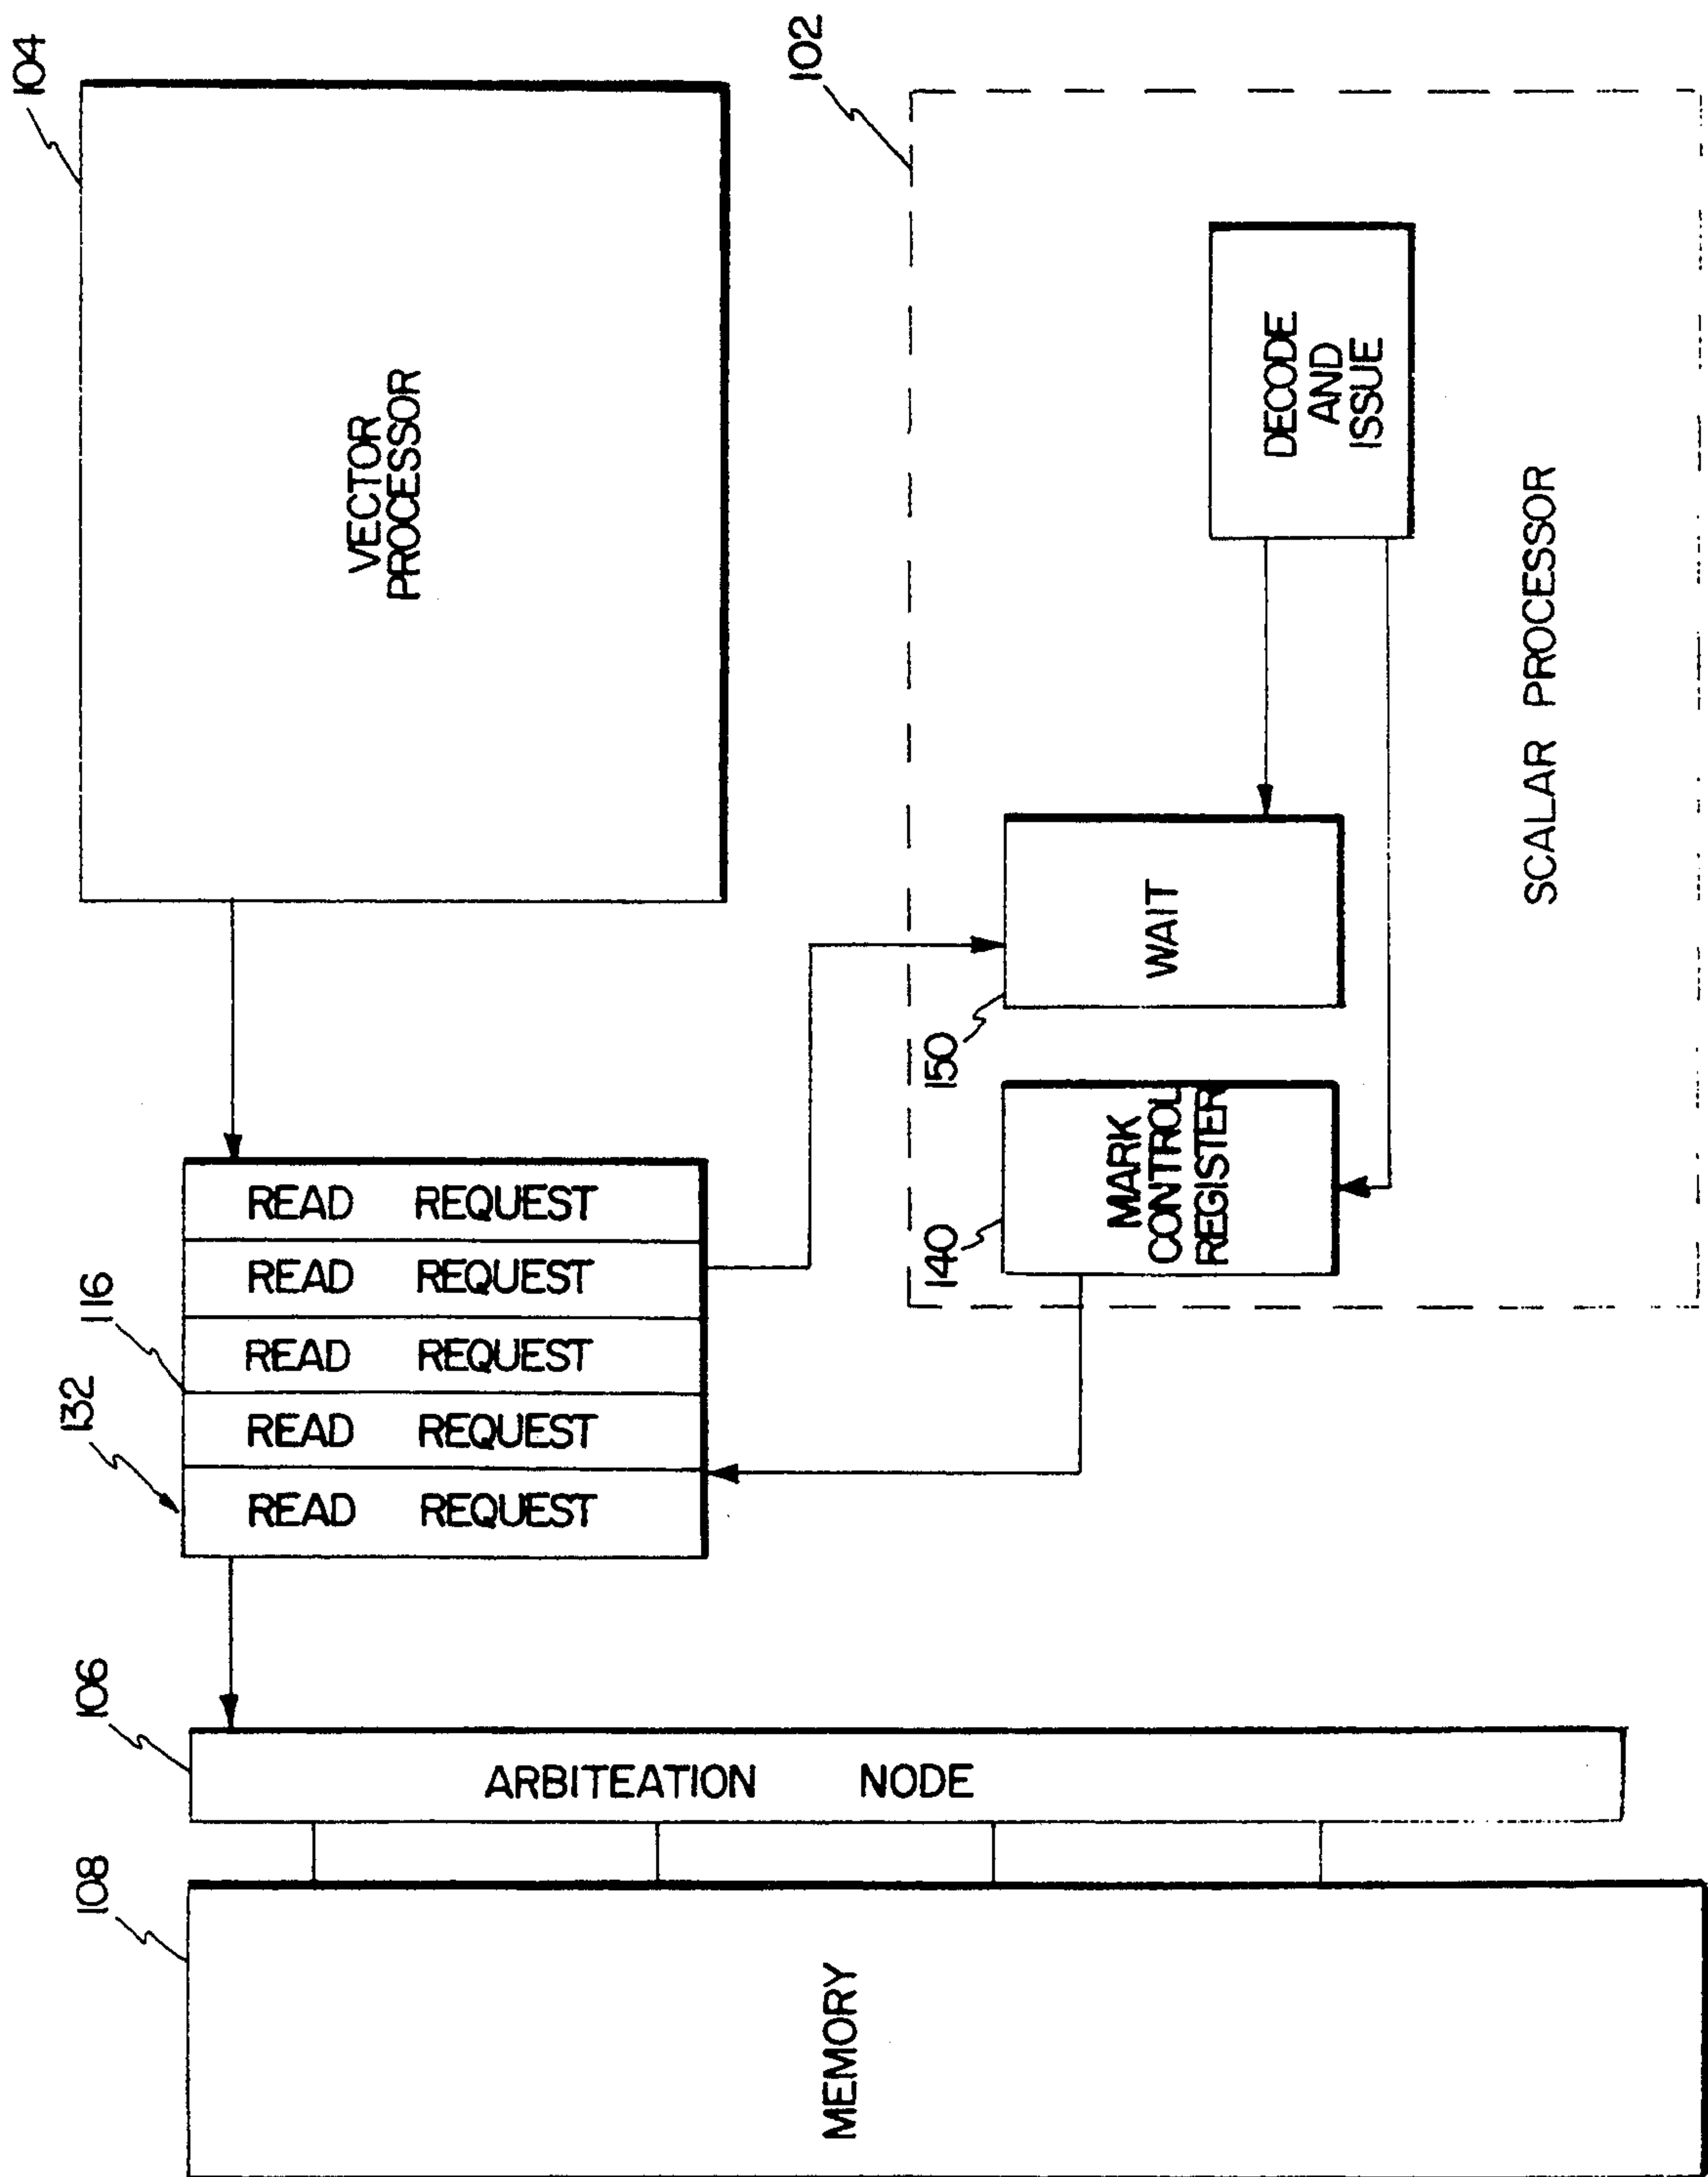 108
106
132
116
104
MEMORY
ARBITEATION NODE
READ REQUEST
READ REQUEST
READ REQUEST
READ REQUEST
READ REQUEST
VECTOR
PROCESSOR
140
150
102
MARK
CONTROL
REGISTER
WAIT
DECODE
AND
ISSUE
SCALAR PROCESSOR